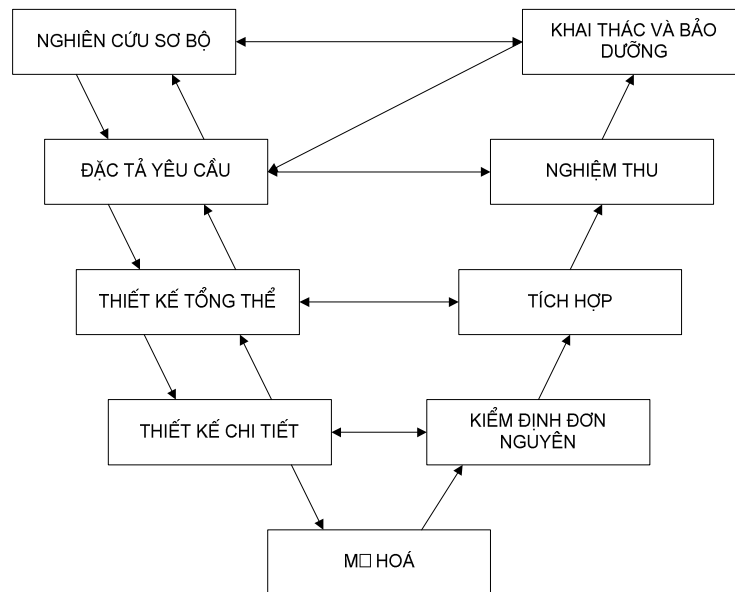 NGHIÊN CỨU SƠ BỘ
KHAI THÁC VÀ BẢO
DƯỠNG
ĐẶC TẢ YÊU CẦU
NGHIỆM THU
THIẾT KẾ TỔNG THỂ
TÍCH HỢP
THIẾT KẾ CHI TIẾT
KIỂM ĐỊNH ĐƠN
NGUYÊN
M□ HOÁ